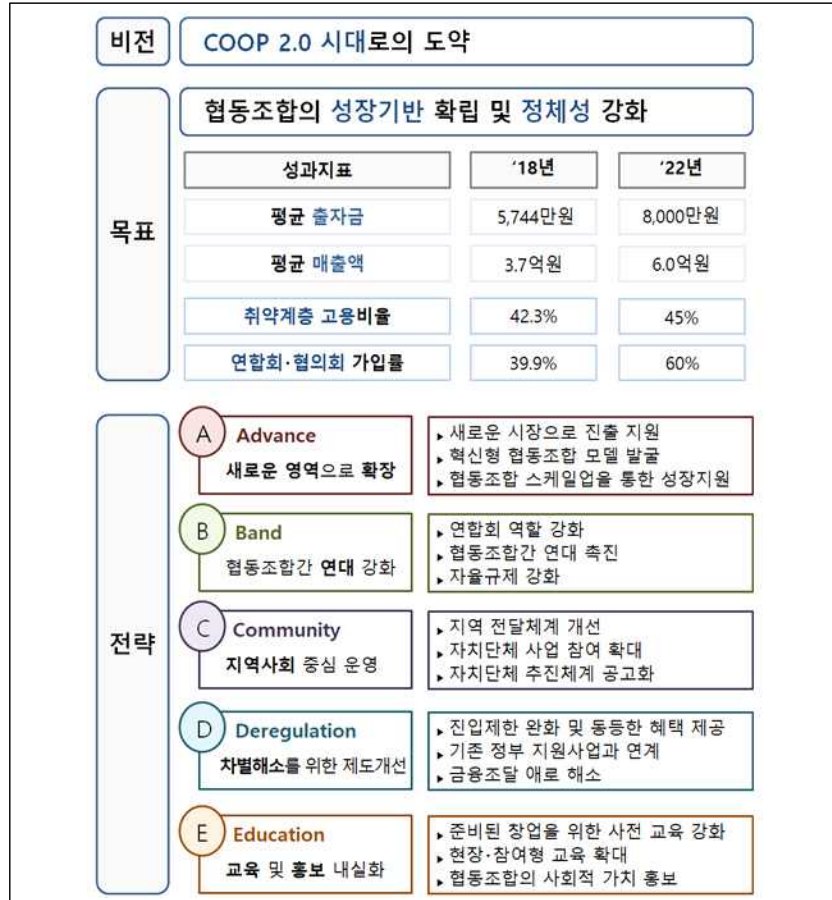 비전
COOP 2.0 시대로의 도약
목표
협동조합의 성장기반 확립 및 정체성 강화
성과지표 '18년 '22년
평균 출자금 5,744만원 8,000만원
평균 매출액 3.7억원 6.0억원
취약계층 고용비율 42.3% 45%
연합회·협의회 가입률 39.9% 60%
전략
A Advance
새로운 영역으로 확장
▸ 새로운 시장으로 진출 지원
▸ 혁신형 협동조합 모델 발굴
▸ 협동조합 스케일업을 통한 성장지원
B Band
협동조합간 연대 강화
▸ 연합회 역할 강화
▸ 협동조합간 연대 촉진
▸ 자율규제 강화
C Community
지역사회 중심 운영
▸ 지역 전달체계 개선
▸ 자치단체 사업 참여 확대
▸ 자치단체 추진체계 공고화
D Deregulation
차별해소를 위한 제도개선
▸ 진입제한 완화 및 동등한 혜택 제공
▸ 기존 정부 지원사업과 연계
▸ 금융조달 애로 해소
E Education
교육 및 홍보 내실화
▸ 준비된 창업을 위한 사전 교육 강화
▸ 현장·참여형 교육 확대
▸ 협동조합의 사회적 가치 홍보